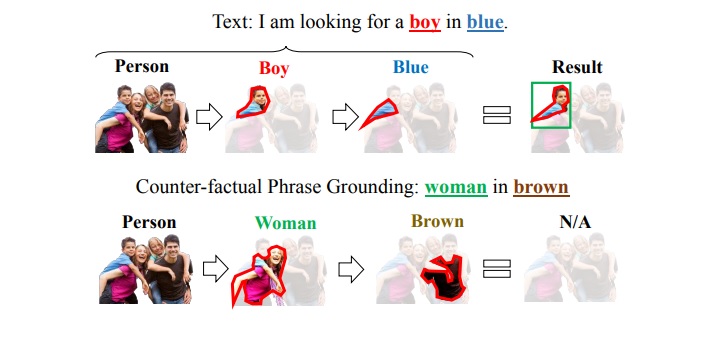 Text: I am looking for a boy in blue.
Person Boy Blue Result
Counter-factual Phrase Grounding: woman in brown
Person Woman Brown N/A